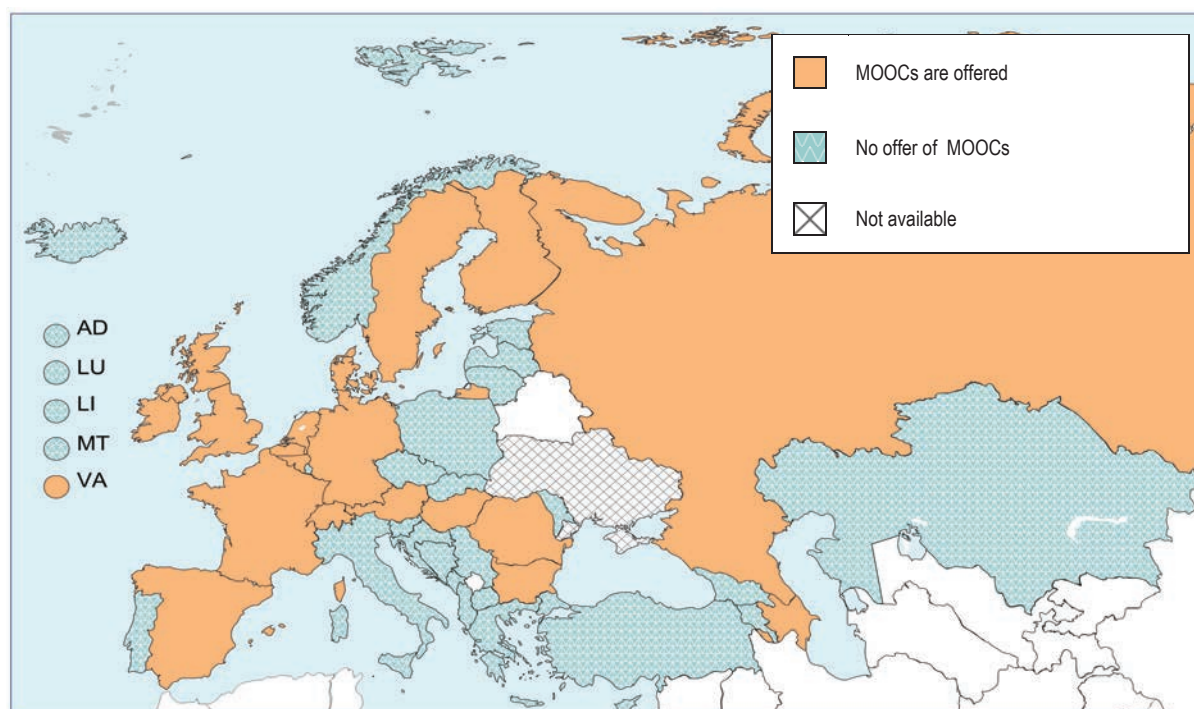 MOOCs are offered
No offer of MOOCs
Not available
AD
LU
LI
MT
VA